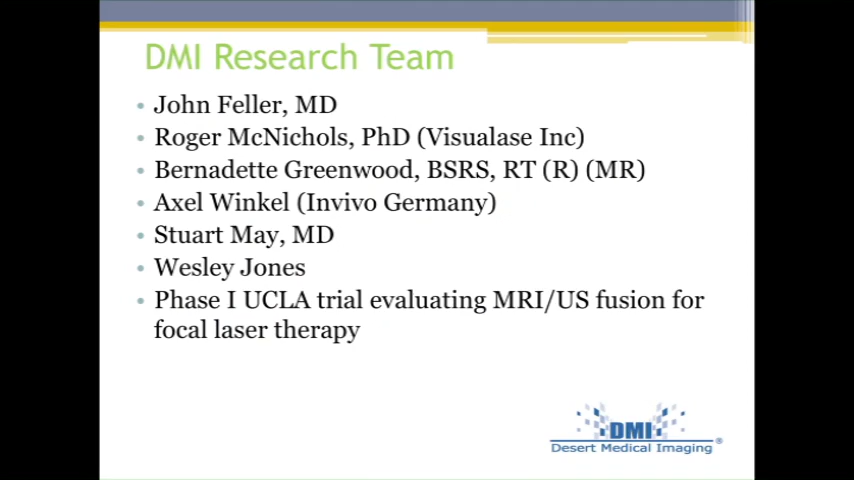 DMI Research Team
• John Feller, MD
• Roger McNichols, PhD (Visualase Inc)
• Bernadette Greenwood, BSRS, RT (R) (MR)
• Axel Winkel (Invivo Germany)
• Stuart May, MD
• Wesley Jones
• Phase I UCLA trial evaluating MRI/US fusion for
focal laser therapy
DMI
Desert Medical Imaging®